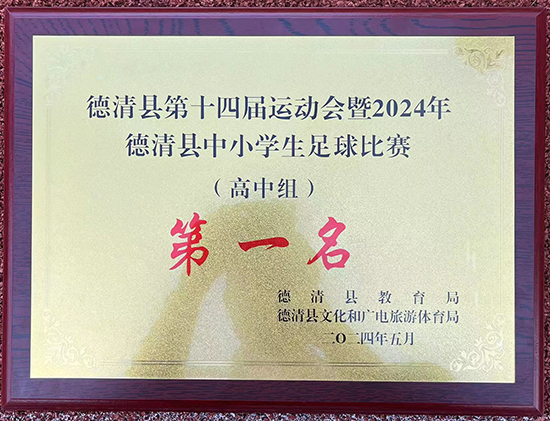 德清县第十四届运动会暨2024年
德清县中小学生足球比赛
（高中组）
第一名
德清县教育局
德清县文化和广电旅游体育局
二〇二四年五月